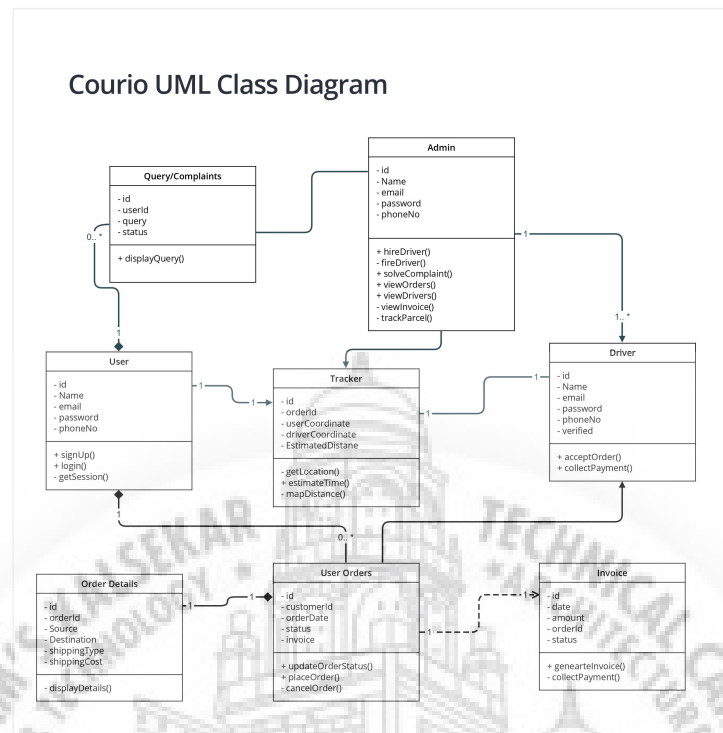 Courio UML Class Diagram
Admin
- id
- Name
- email
- password
- phoneNo
+ hireDriver()
- fireDriver()
+ solveComplaint()
+ viewOrders()
+ viewDrivers()
- viewInvoice()
- trackParcel()
Query/Complaints
- id
- userId
- query
- status
+ displayQuery()
0.. *
1
1
1.. *
User
- id
- Name
- email
- password
- phoneNo
+ signUp()
+ login()
- getSession()
1
1
Tracker
- id
- orderId
- userCoordinate
- driverCoordinate
- EstimatedDistane
- getLocation()
+ estimateTime()
- mapDistance()
1
1
Driver
- id
- Name
- email
- password
- phoneNo
- verified
+ acceptOrder()
+ collectPayment()
1
0.. *
Order Details
- id
- orderId
- Source
- Destination
- shippingType
- shippingCost
- displayDetails()
1
1
User Orders
- id
- customerId
- orderDate
- status
- invoice
+ updateOrderStatus()
+ placeOrder()
- cancelOrder()
1
1
Invoice
- id
- date
- amount
- orderId
- status
+ genearteInvoice()
- collectPayment()
KALSEKAR
TECHNICAL